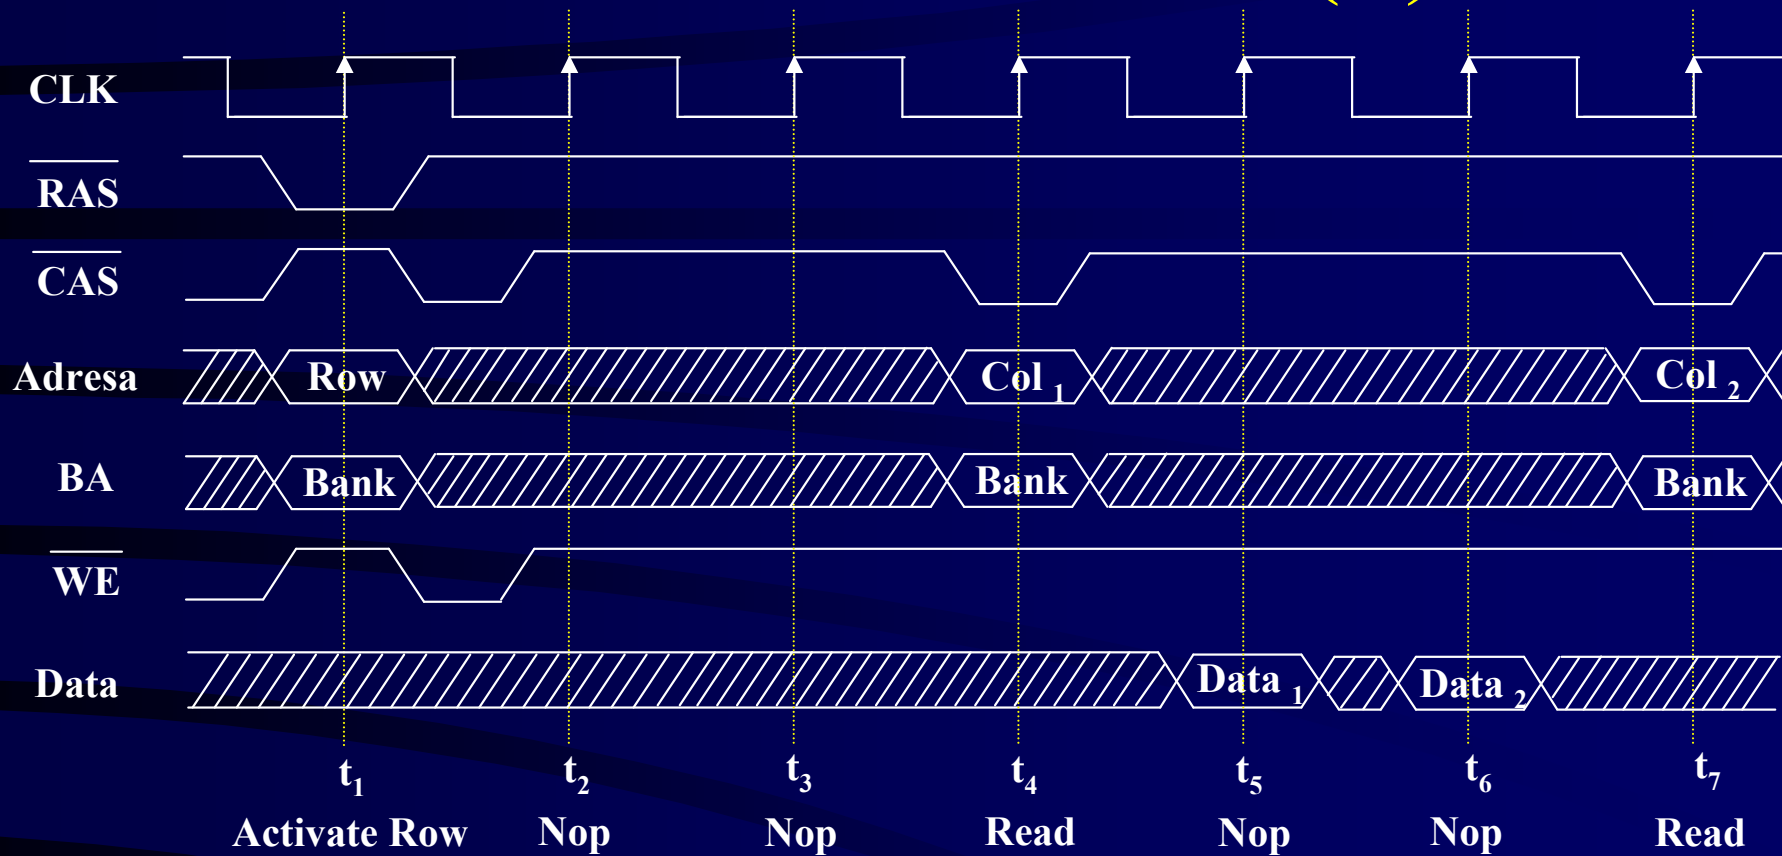 CLK
RAS
CAS
Adresa Row Col 1 Col 2
BA Bank Bank Bank
WE
Data Data 1 Data 2
t1 t2 t3 t4 t5 t6 t7
Activate Row Nop Nop Read Nop Nop Read